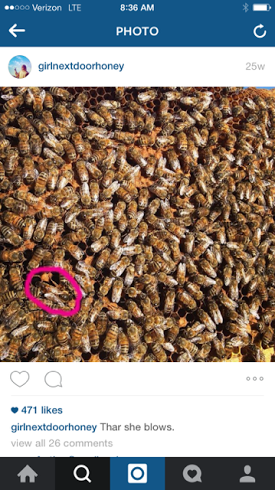 Verizon LTE 8:36 AM
PHOTO
girlnextdoorhoney 25w
471 likes
girlnextdoorhoney Thar she blows.
view all 26 comments